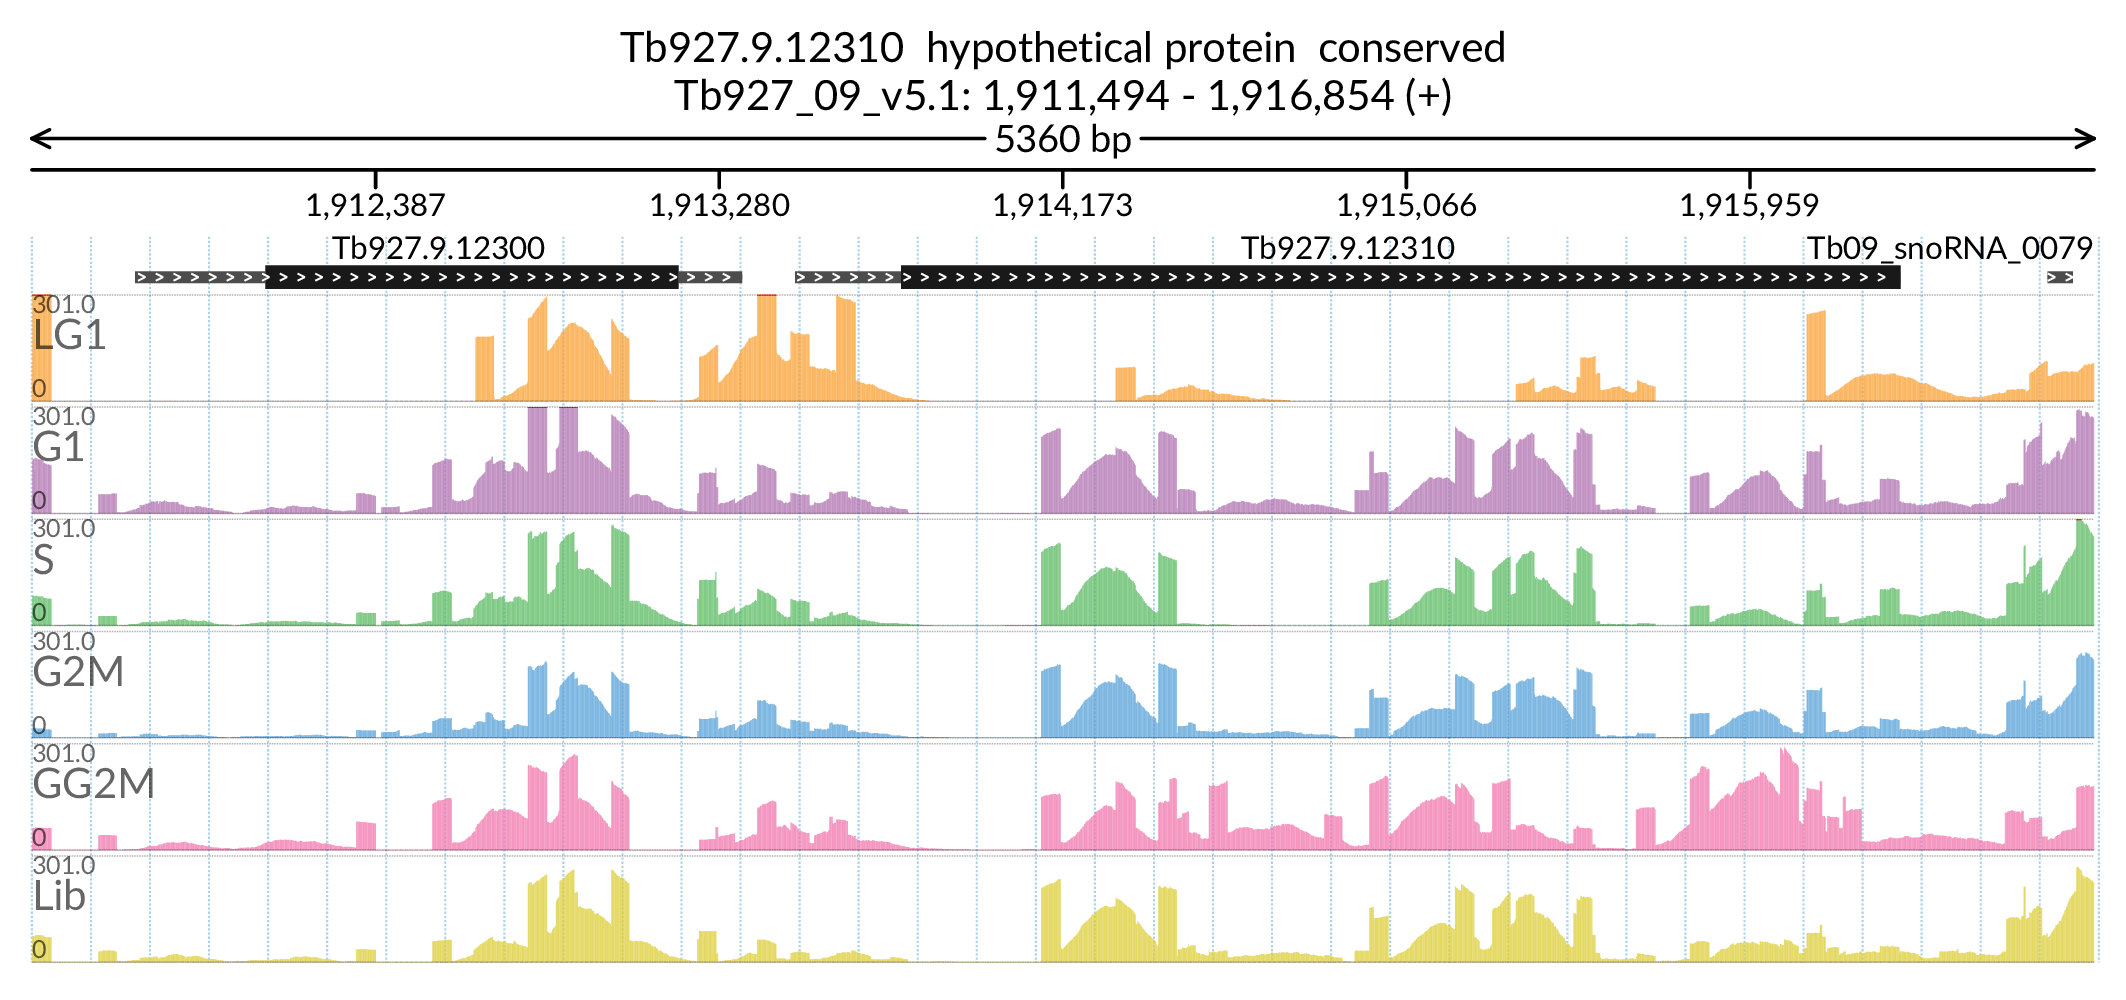 Tb927.9.12310  hypothetical protein  conserved
Tb927_09_v5.1: 1,911,494 - 1,916,854 (+)
5360 bp
1,912,387 1,913,280 1,914,173 1,915,066 1,915,959
Tb927.9.12300 Tb927.9.12310 Tb09_snoRNA_0079
301.0
LG1
0
301.0
G1
0
301.0
S
0
301.0
G2M
0
301.0
GG2M
0
301.0
Lib
0